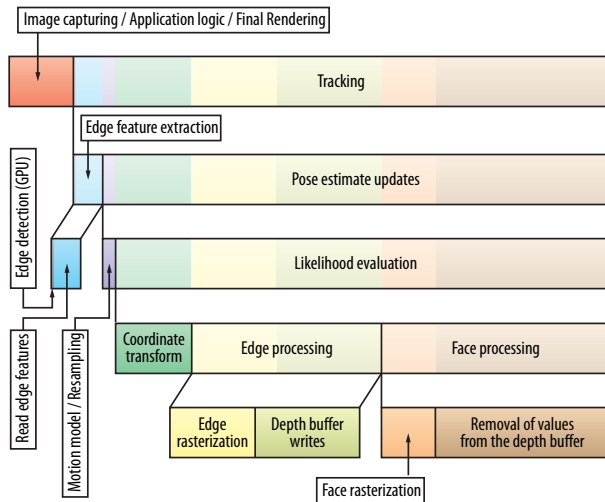 Image capturing / Application logic / Final Rendering
Tracking
Edge feature extraction
Pose estimate updates
Edge detection (GPU)
Likelihood evaluation
Read edge features
Motion model / Resampling
Coordinate
transform
Edge processing
Face processing
Edge
rasterization
Depth buffer
writes
Removal of values
from the depth buffer
Face rasterization